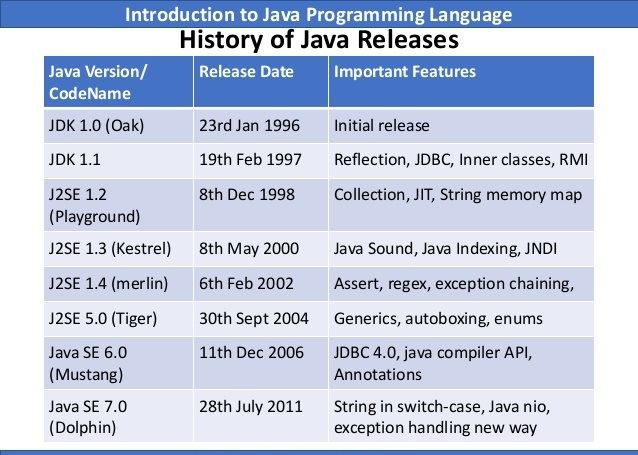 Introduction to Java Programming Language
History of Java Releases
Java Version/ CodeName Release Date Important Features
JDK 1.0 (Oak) 23rd Jan 1996 Initial release
JDK 1.1 19th Feb 1997 Reflection, JDBC, Inner classes, RMI
J2SE 1.2 (Playground) 8th Dec 1998 Collection, JIT, String memory map
J2SE 1.3 (Kestrel) 8th May 2000 Java Sound, Java Indexing, JNDI
J2SE 1.4 (merlin) 6th Feb 2002 Assert, regex, exception chaining,
J2SE 5.0 (Tiger) 30th Sept 2004 Generics, autoboxing, enums
Java SE 6.0 (Mustang) 11th Dec 2006 JDBC 4.0, java compiler API, Annotations
Java SE 7.0 (Dolphin) 28th July 2011 String in switch-case, Java nio, exception handling new way